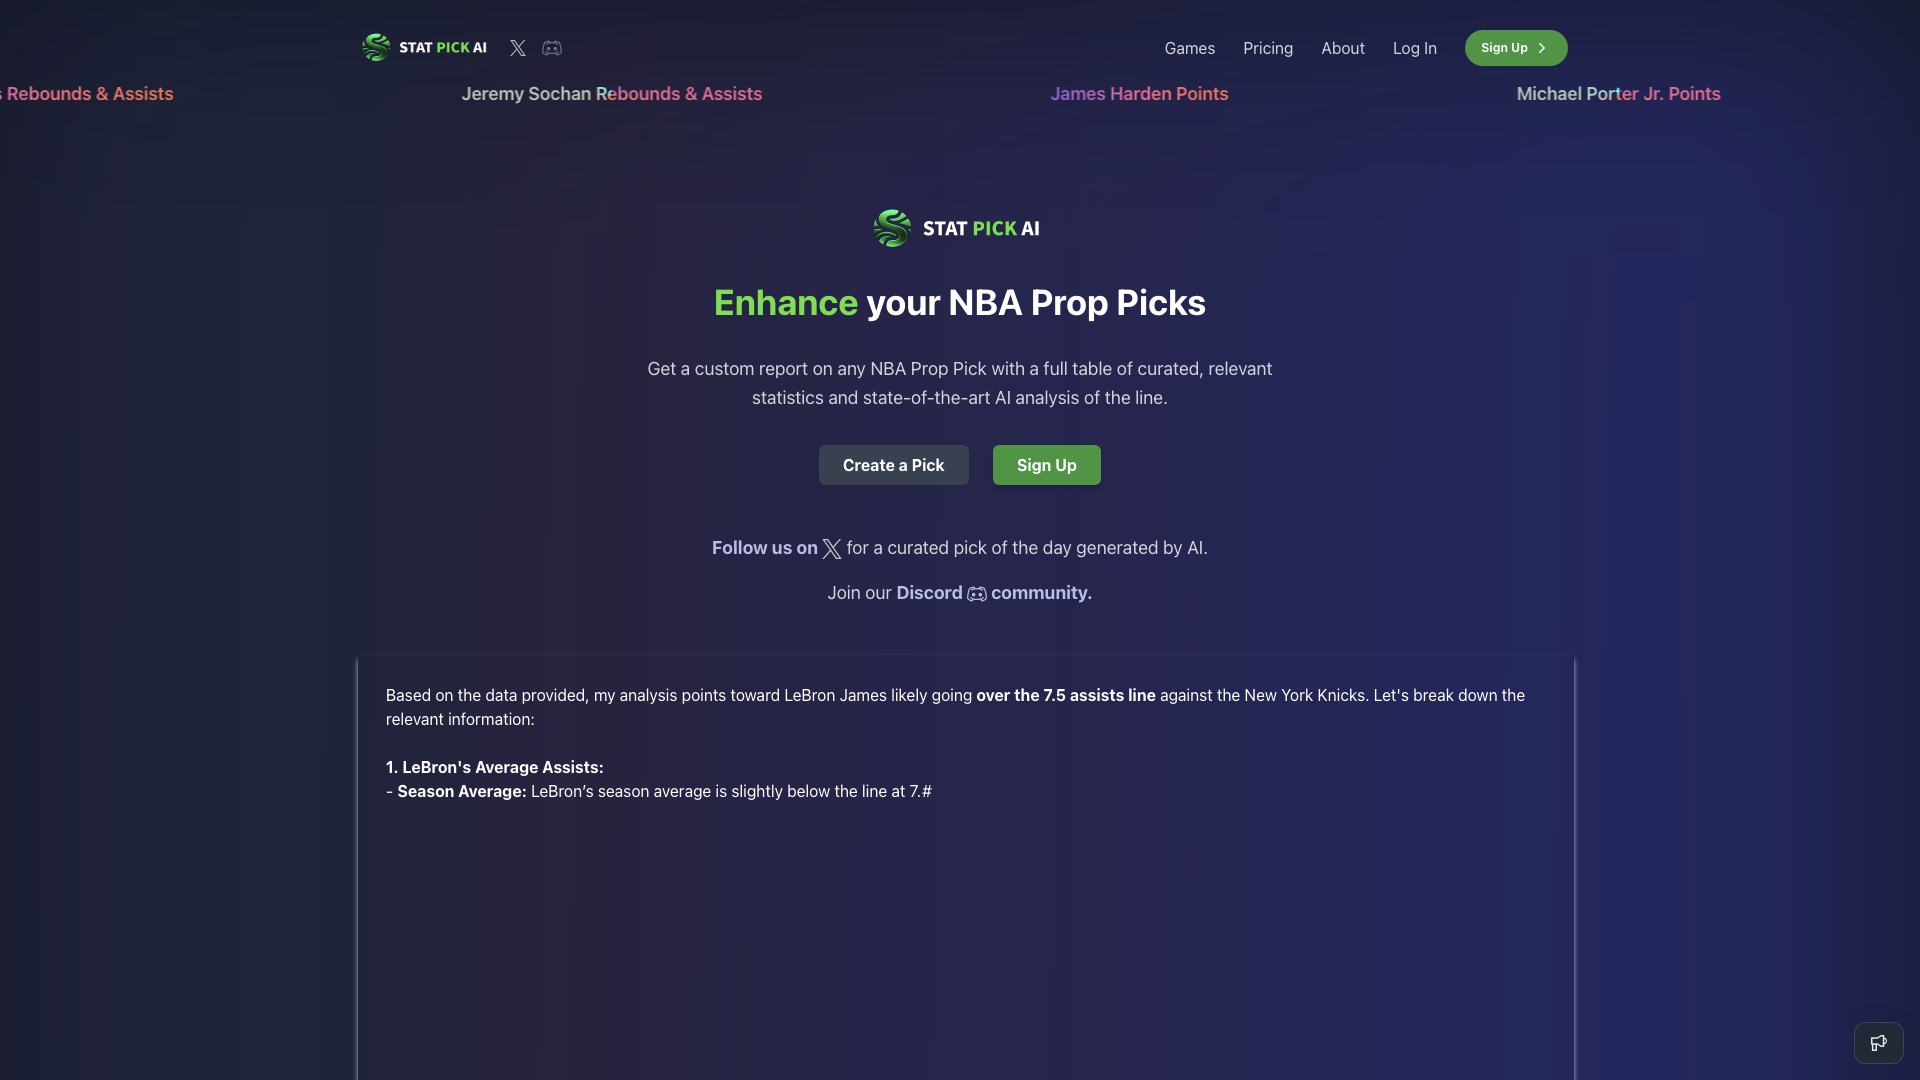 STAT PICK AI
Games Pricing About Log In Sign Up
Rebounds & Assists Jeremy Sochan Rebounds & Assists James Harden Points Michael Porter Jr. Points
STAT PICK AI
Enhance your NBA Prop Picks
Get a custom report on any NBA Prop Pick with a full table of curated, relevant
statistics and state-of-the-art AI analysis of the line.
Create a Pick Sign Up
Follow us on X for a curated pick of the day generated by AI.
Join our Discord community.
Based on the data provided, my analysis points toward LeBron James likely going over the 7.5 assists line against the New York Knicks. Let's break down the
relevant information:
1. LeBron's Average Assists:
- Season Average: LeBron’s season average is slightly below the line at 7.#